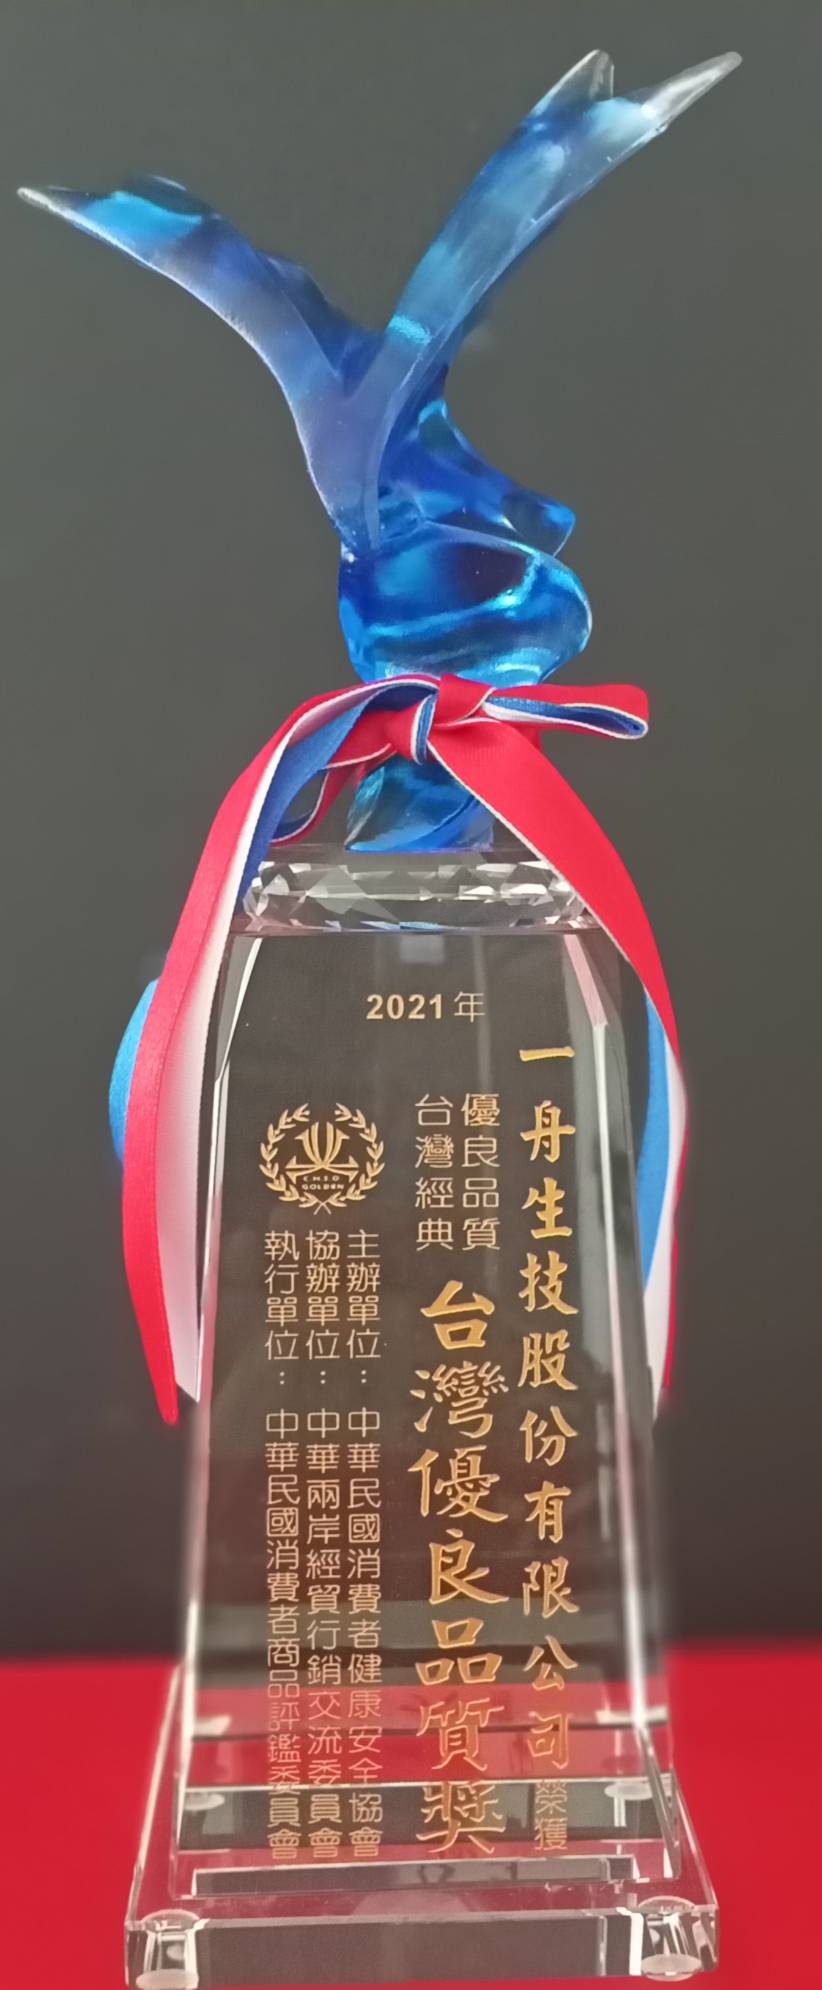 2021年
一舟生技股份有限公司 榮獲
優良品質
台灣經典
台灣優良品質獎
C.N.S.D
GOLDEN
主辦單位：中華民國消費者健康安全協會
協辦單位：中華兩岸經貿行銷交流委員會
執行單位：中華民國消費者商品評鑑委員會